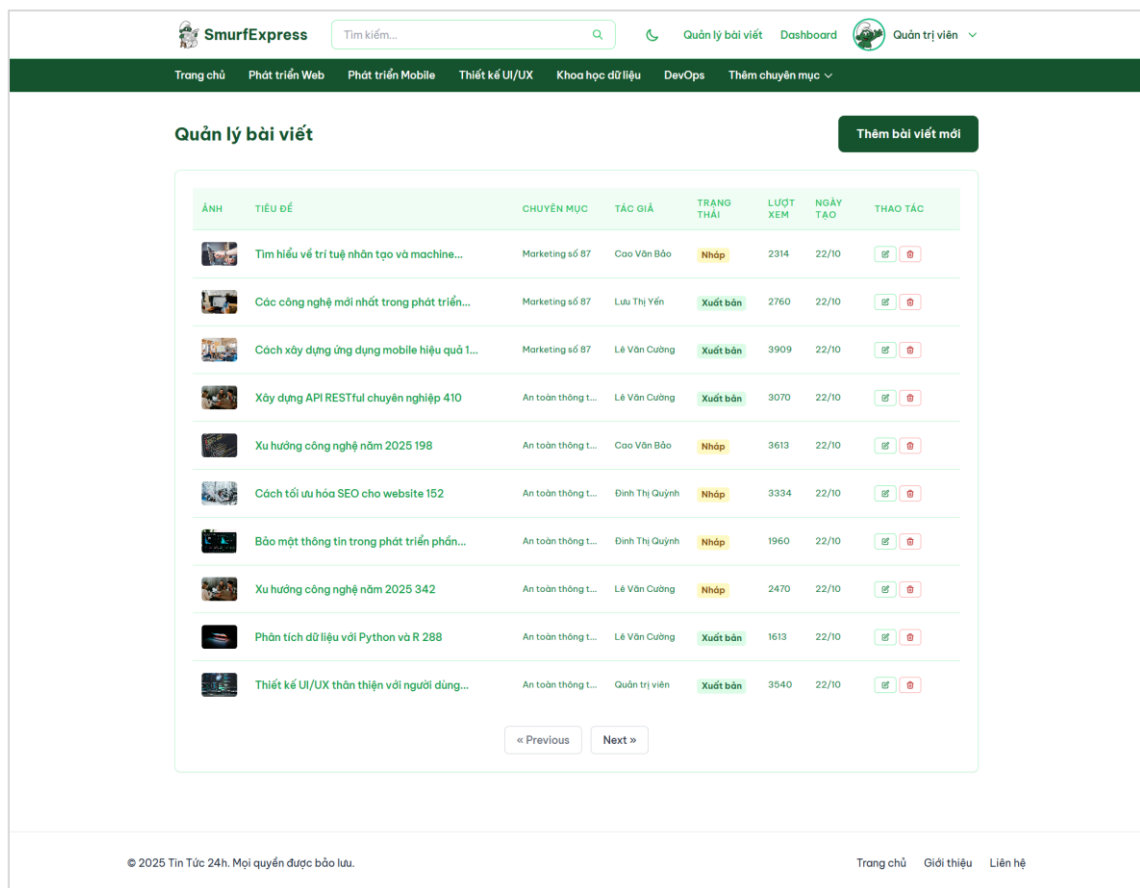 SmurfExpress
Tìm kiếm...
Quản lý bài viết
Dashboard
Quản trị viên
Trang chủ Phát triển Web Phát triển Mobile Thiết kế UI/UX Khoa học dữ liệu DevOps Thêm chuyên mục
Quản lý bài viết
Thêm bài viết mới
ẢNH TIÊU ĐỀ CHUYÊN MỤC TÁC GIẢ TRẠNG THÁI LƯỢT XEM NGÀY TẠO THAO TÁC
Tìm hiểu về trí tuệ nhân tạo và machine... Marketing số 87 Cao Văn Bảo Nháp 2314 22/10
Các công nghệ mới nhất trong phát triển... Marketing số 87 Lưu Thị Yến Xuất bản 2760 22/10
Cách xây dựng ứng dụng mobile hiệu quả 1... Marketing số 87 Lê Văn Cường Xuất bản 3909 22/10
Xây dựng API RESTful chuyên nghiệp 410 An toàn thông t... Lê Văn Cường Xuất bản 3070 22/10
Xu hướng công nghệ năm 2025 198 An toàn thông t... Cao Văn Bảo Nháp 3613 22/10
Cách tối ưu hóa SEO cho website 152 An toàn thông t... Đinh Thị Quỳnh Nháp 3334 22/10
Bảo mật thông tin trong phát triển phần... An toàn thông t... Đinh Thị Quỳnh Nháp 1960 22/10
Xu hướng công nghệ năm 2025 342 An toàn thông t... Lê Văn Cường Nháp 2470 22/10
Phân tích dữ liệu với Python và R 288 An toàn thông t... Lê Văn Cường Xuất bản 1613 22/10
Thiết kế UI/UX thân thiện với người dùng... An toàn thông t... Quản trị viên Xuất bản 3540 22/10
« Previous Next »
© 2025 Tin Tức 24h. Mọi quyền được bảo lưu.
Trang chủ Giới thiệu Liên hệ